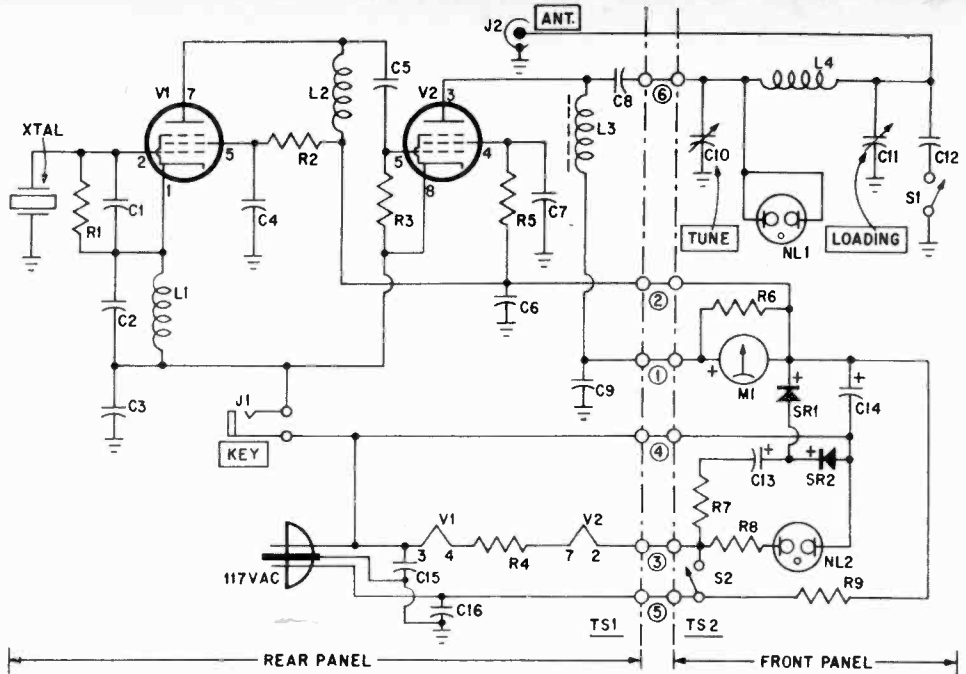 J2
ANT.
V1
7
2
5
1
XTAL
R1
C1
C2
L1
C3
C4
R2
L2
C5
V2
3
5
4
8
R3
R5
C7
C6
L3
C8
C9
6
C10
TUNE
L4
NL1
C11
LOADING
C12
S1
2
R6
1
+
M1
+
SR1
+
C14
J1
KEY
4
C13
+
+
SR2
R7
R8
NL2
V1
3
4
R4
V2
7
2
3
S2
R9
117VAC
C15
C16
5
TS1
TS2
REAR PANEL
FRONT PANEL